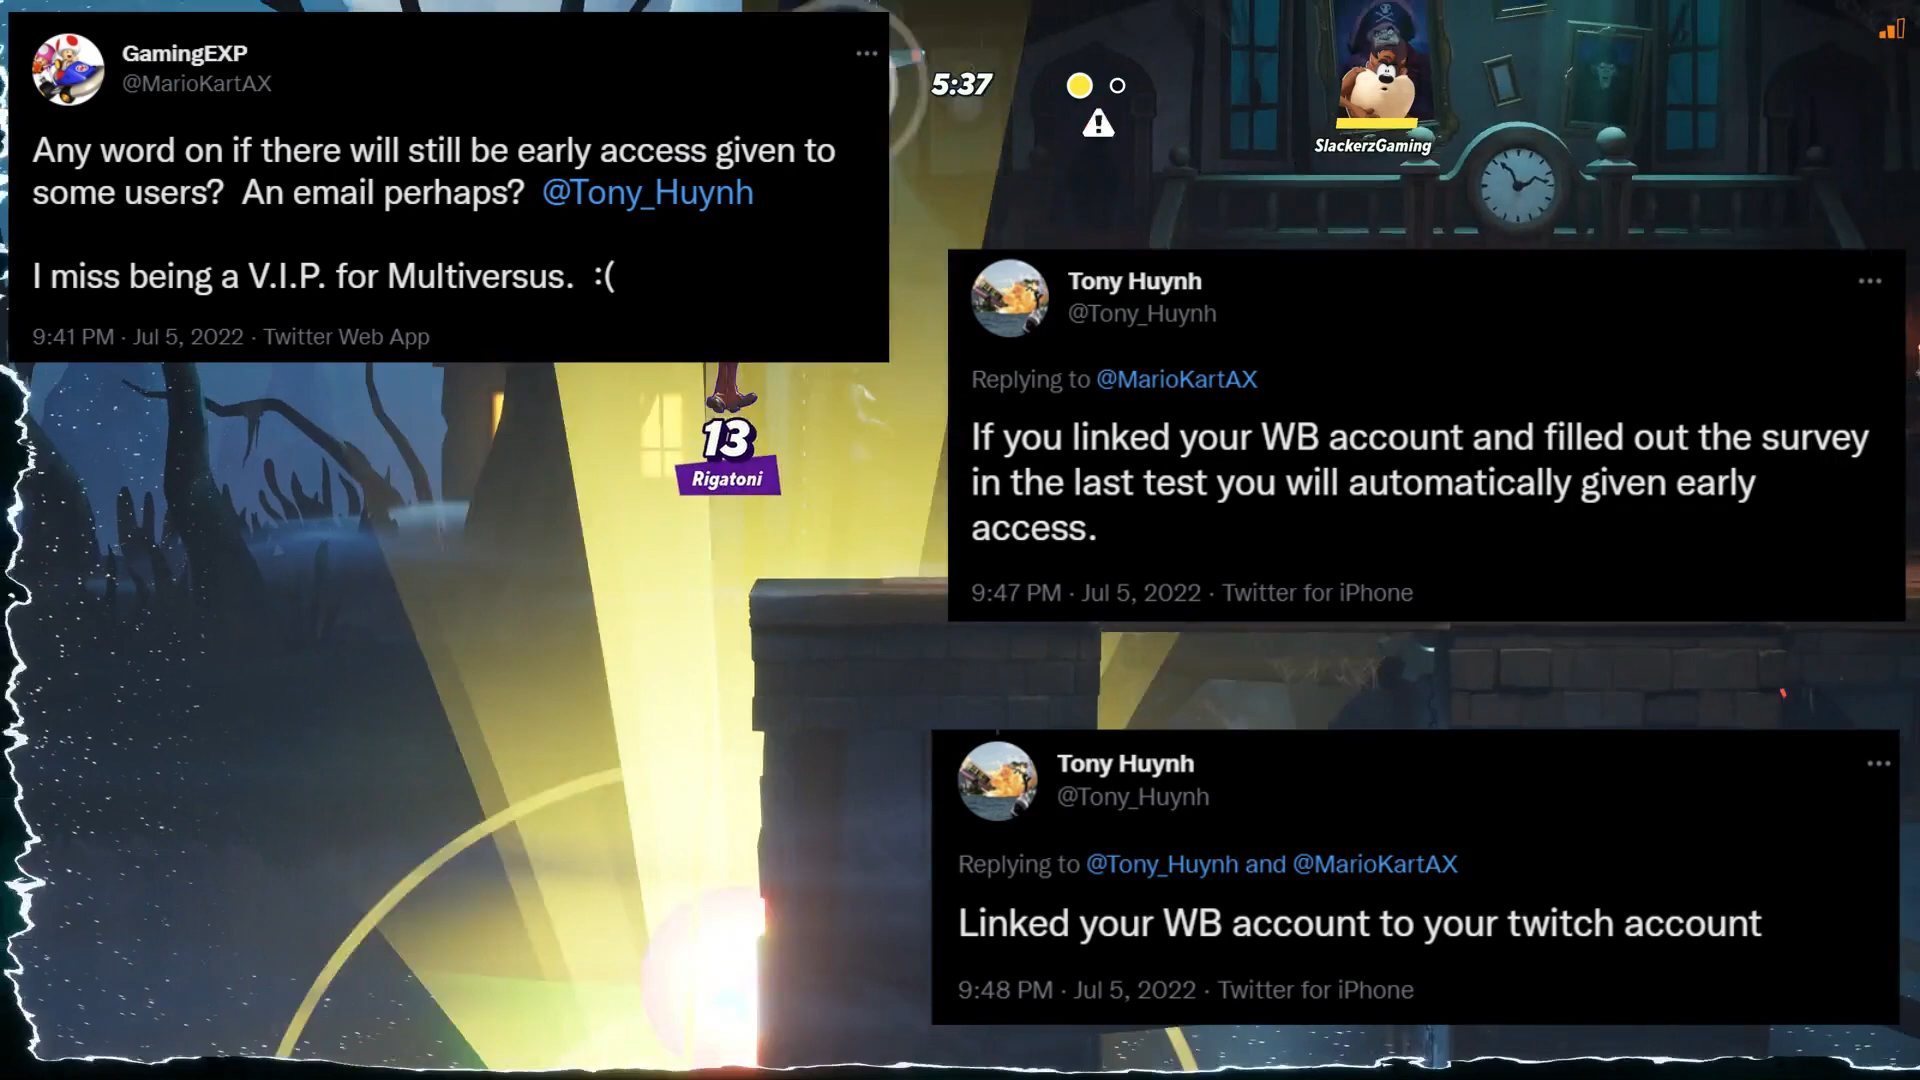 GamingEXP
@MarioKartAX
Any word on if there will still be early access given to
some users?  An email perhaps?  @Tony_Huynh
I miss being a V.I.P. for Multiversus.  :(
9:41 PM · Jul 5, 2022 · Twitter Web App
5:37
SlackerzGaming
13
Rigatoni
Tony Huynh
@Tony_Huynh
Replying to @MarioKartAX
If you linked your WB account and filled out the survey
in the last test you will automatically given early
access.
9:47 PM · Jul 5, 2022 · Twitter for iPhone
Tony Huynh
@Tony_Huynh
Replying to @Tony_Huynh and @MarioKartAX
Linked your WB account to your twitch account
9:48 PM · Jul 5, 2022 · Twitter for iPhone